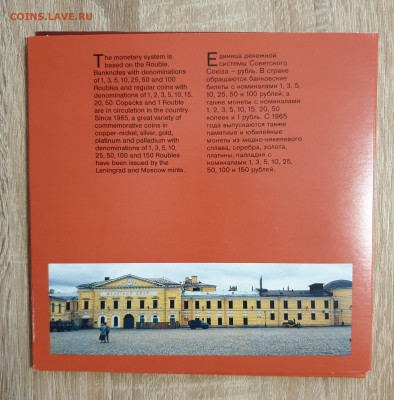 COINS.LAVE.RU
The monetary system is
based on the Rouble.
Banknotes with denominations
of 1, 3, 5, 10, 25, 50 and 100
Roubles and regular coins with
denominations of 1, 2, 3, 5, 10, 15,
20, 50 Copecks and 1 Rouble
are in circulation in the country.
Since 1965, a great variety of
commemorative coins in
copper-nickel, silver, gold,
platinum and palladium with
denominations of 1, 3, 5, 10,
25, 50, 100 and 150 Roubles
have been issued by the
Leningrad and Moscow mints.
Единица денежной
системы Советского
Союза – рубль. В стране
обращаются банковские
билеты с номиналами 1, 3, 5,
10, 25, 50 и 100 рублей, а
также монеты с номиналами
1, 2, 3, 5, 10, 15, 20, 50
копеек и 1 рубль. С 1965
года выпускаются также
памятные и юбилейные
монеты из медно-никелевого
сплава, серебра, золота,
платины, палладия с
номиналами 1, 3, 5, 10, 25,
50, 100 и 150 рублей.